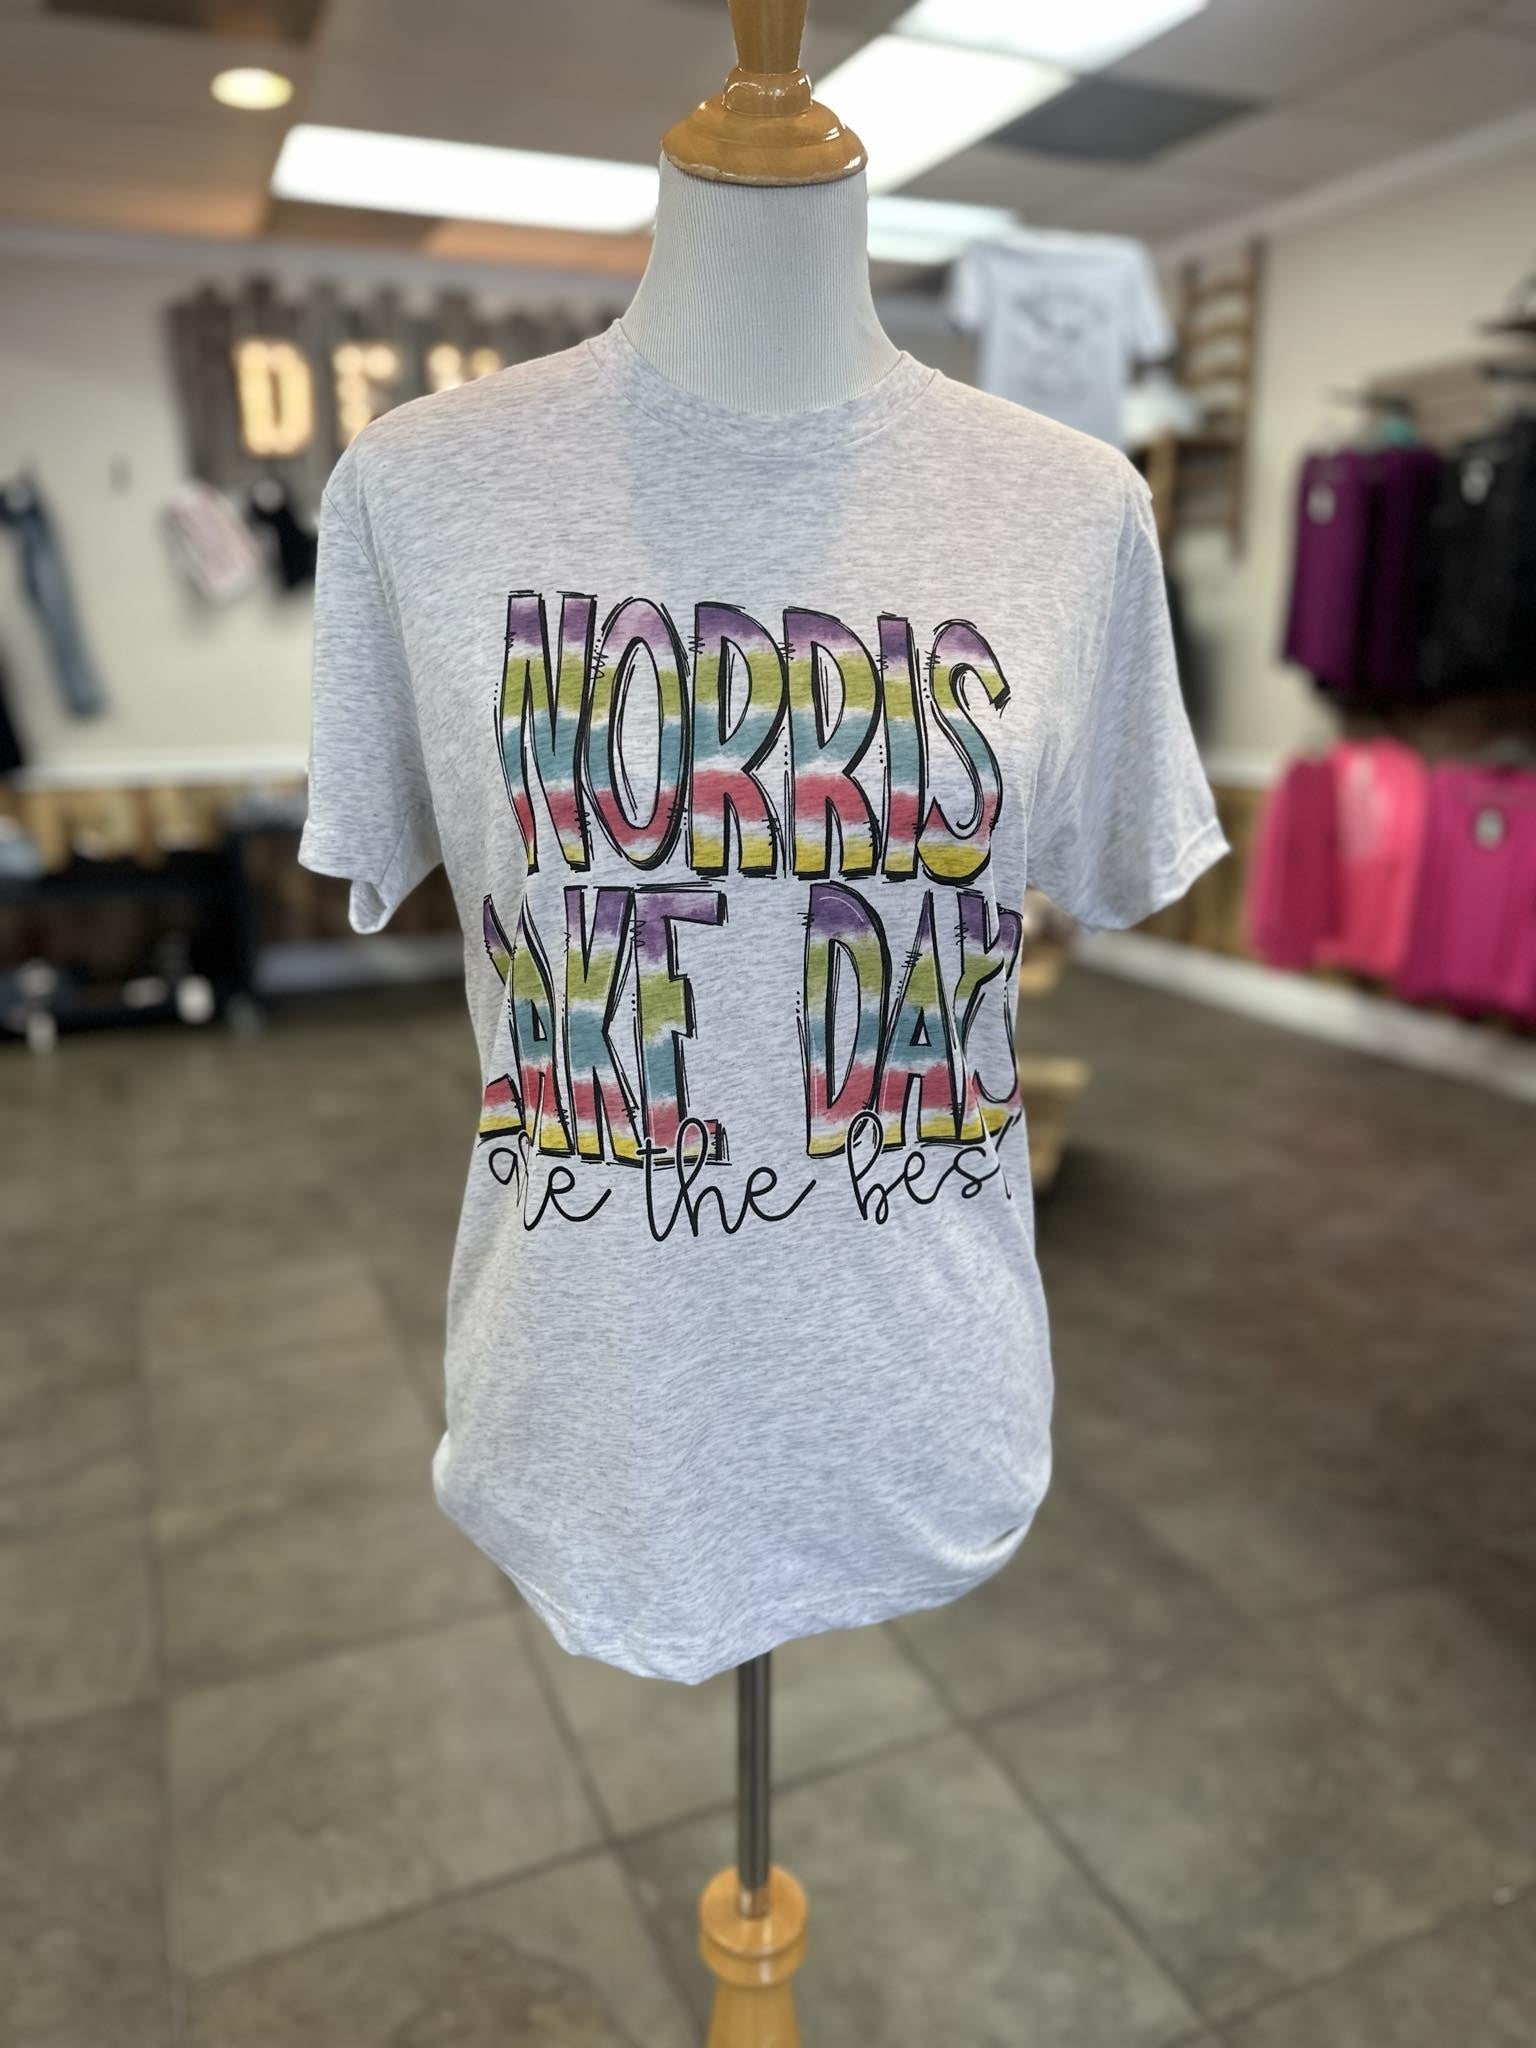 NORRIS
LAKE DAYS
are the best